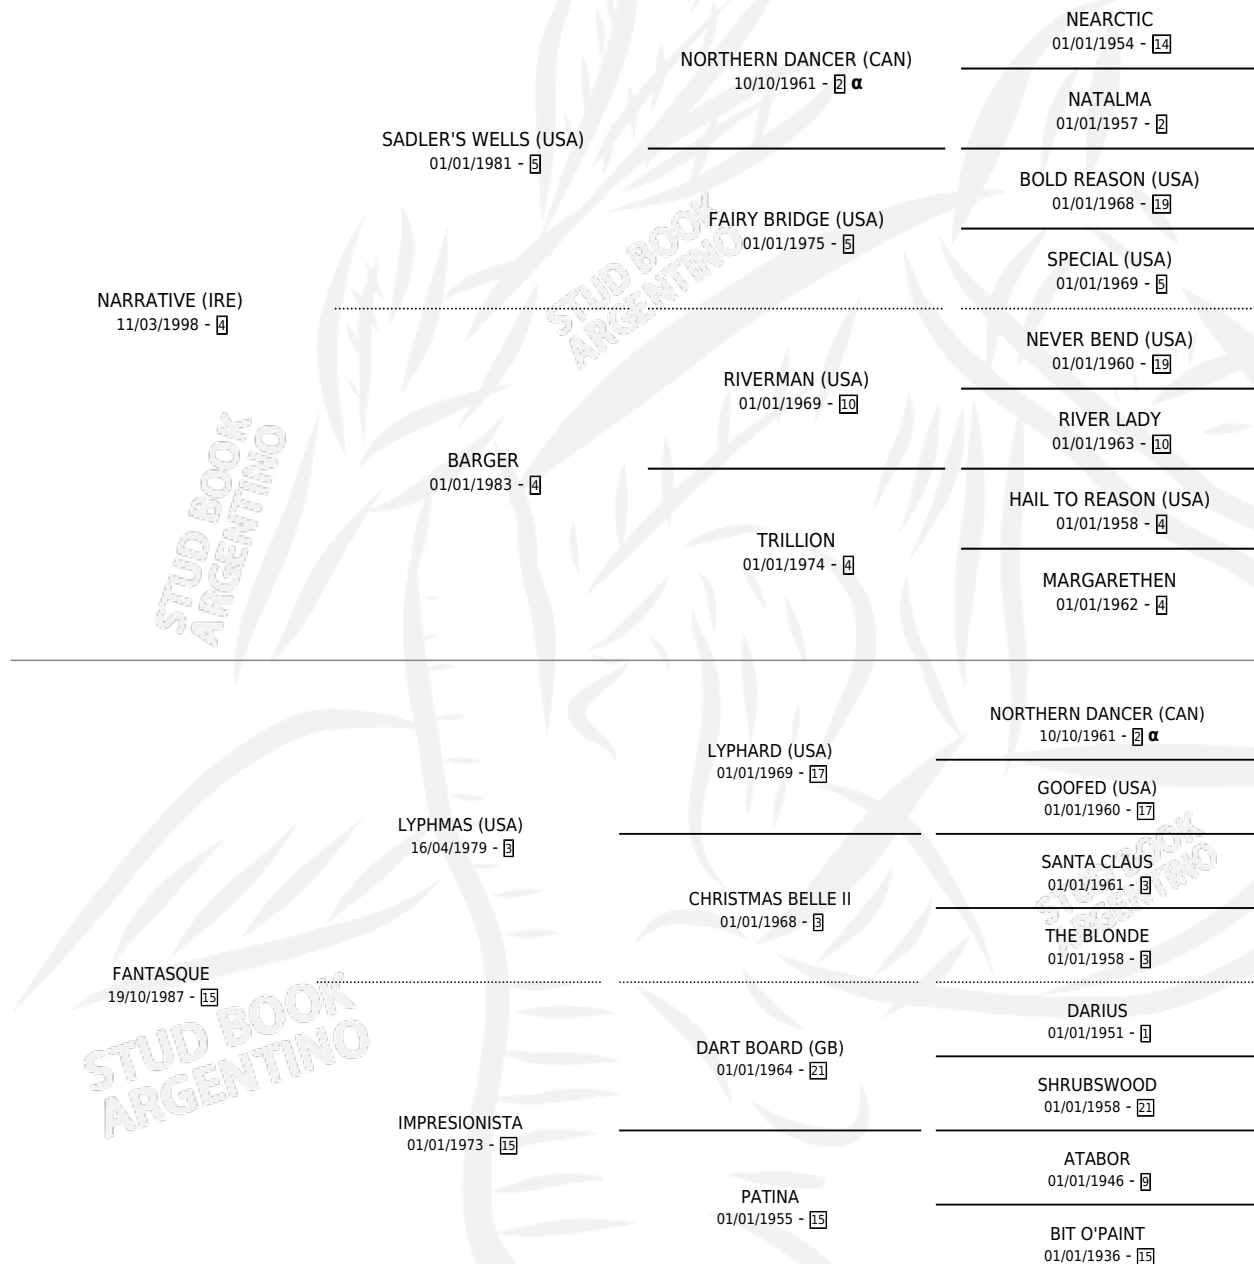 NEARCTIC
01/01/1954 - 14
NORTHERN DANCER (CAN)
10/10/1961 - 2 α
NATALMA
01/01/1957 - 2
SADLER'S WELLS (USA)
01/01/1981 - 5
BOLD REASON (USA)
01/01/1968 - 19
FAIRY BRIDGE (USA)
01/01/1975 - 5
SPECIAL (USA)
01/01/1969 - 5
NARRATIVE (IRE)
11/03/1998 - 4
NEVER BEND (USA)
01/01/1960 - 19
RIVERMAN (USA)
01/01/1969 - 10
RIVER LADY
01/01/1963 - 10
BARGER
01/01/1983 - 4
HAIL TO REASON (USA)
01/01/1958 - 4
TRILLION
01/01/1974 - 4
MARGARETHEN
01/01/1962 - 4
NORTHERN DANCER (CAN)
10/10/1961 - 2 α
LYPHARD (USA)
01/01/1969 - 17
GOOFED (USA)
01/01/1960 - 17
LYPHMAS (USA)
16/04/1979 - 3
SANTA CLAUS
01/01/1961 - 3
CHRISTMAS BELLE II
01/01/1968 - 3
THE BLONDE
01/01/1958 - 3
FANTASQUE
19/10/1987 - 15
DARIUS
01/01/1951 - 1
DART BOARD (GB)
01/01/1964 - 21
SHRUBSWOOD
01/01/1958 - 21
IMPRESIONISTA
01/01/1973 - 15
ATABOR
01/01/1946 - 9
PATINA
01/01/1955 - 15
BIT O'PAINT
01/01/1936 - 15
STUD BOOK
ARGENTINO
STUD BOOK
ARGENTINO
STUD BOOK
ARGENTINO
STUD BOOK
ARGENTINO